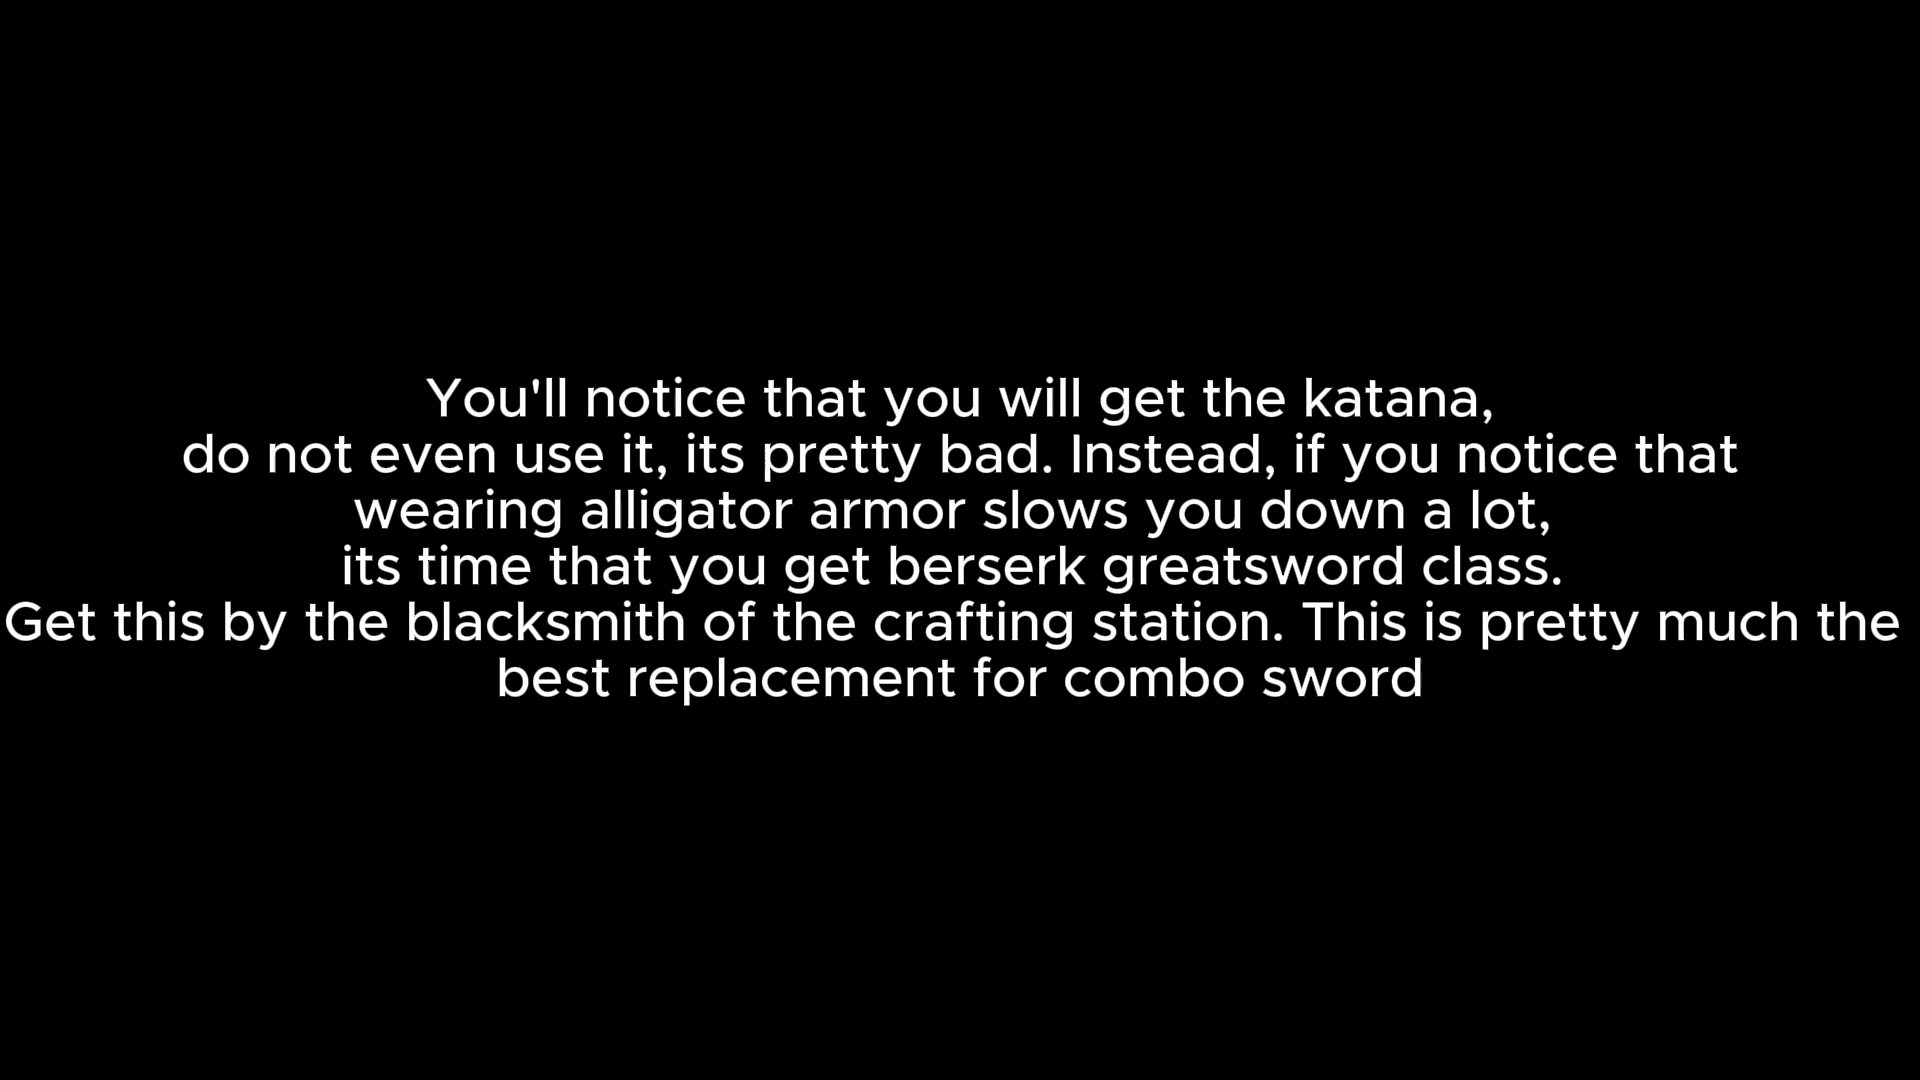 You'll notice that you will get the katana,
do not even use it, its pretty bad. Instead, if you notice that
wearing alligator armor slows you down a lot,
its time that you get berserk greatsword class.
Get this by the blacksmith of the crafting station. This is pretty much the
best replacement for combo sword